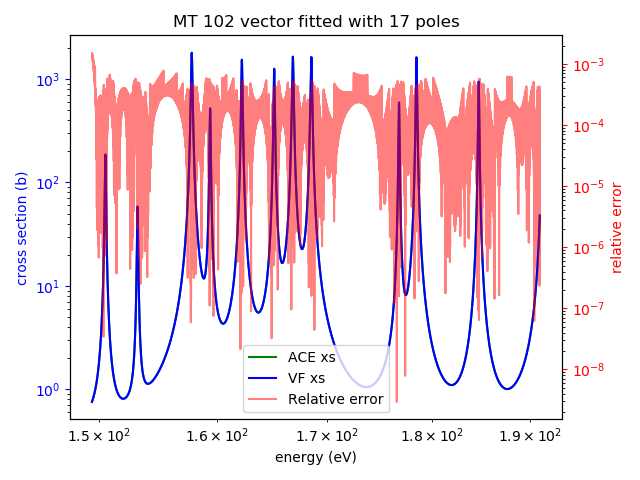 MT 102 vector fitted with 17 poles
cross section (b)
10³
10²
10¹
10⁰
10⁻³
10⁻⁴
10⁻⁵
10⁻⁶
10⁻⁷
10⁻⁸
relative error
ACE xs
VF xs
Relative error
1.5 × 10² 1.6 × 10² 1.7 × 10² 1.8 × 10² 1.9 × 10²
energy (eV)